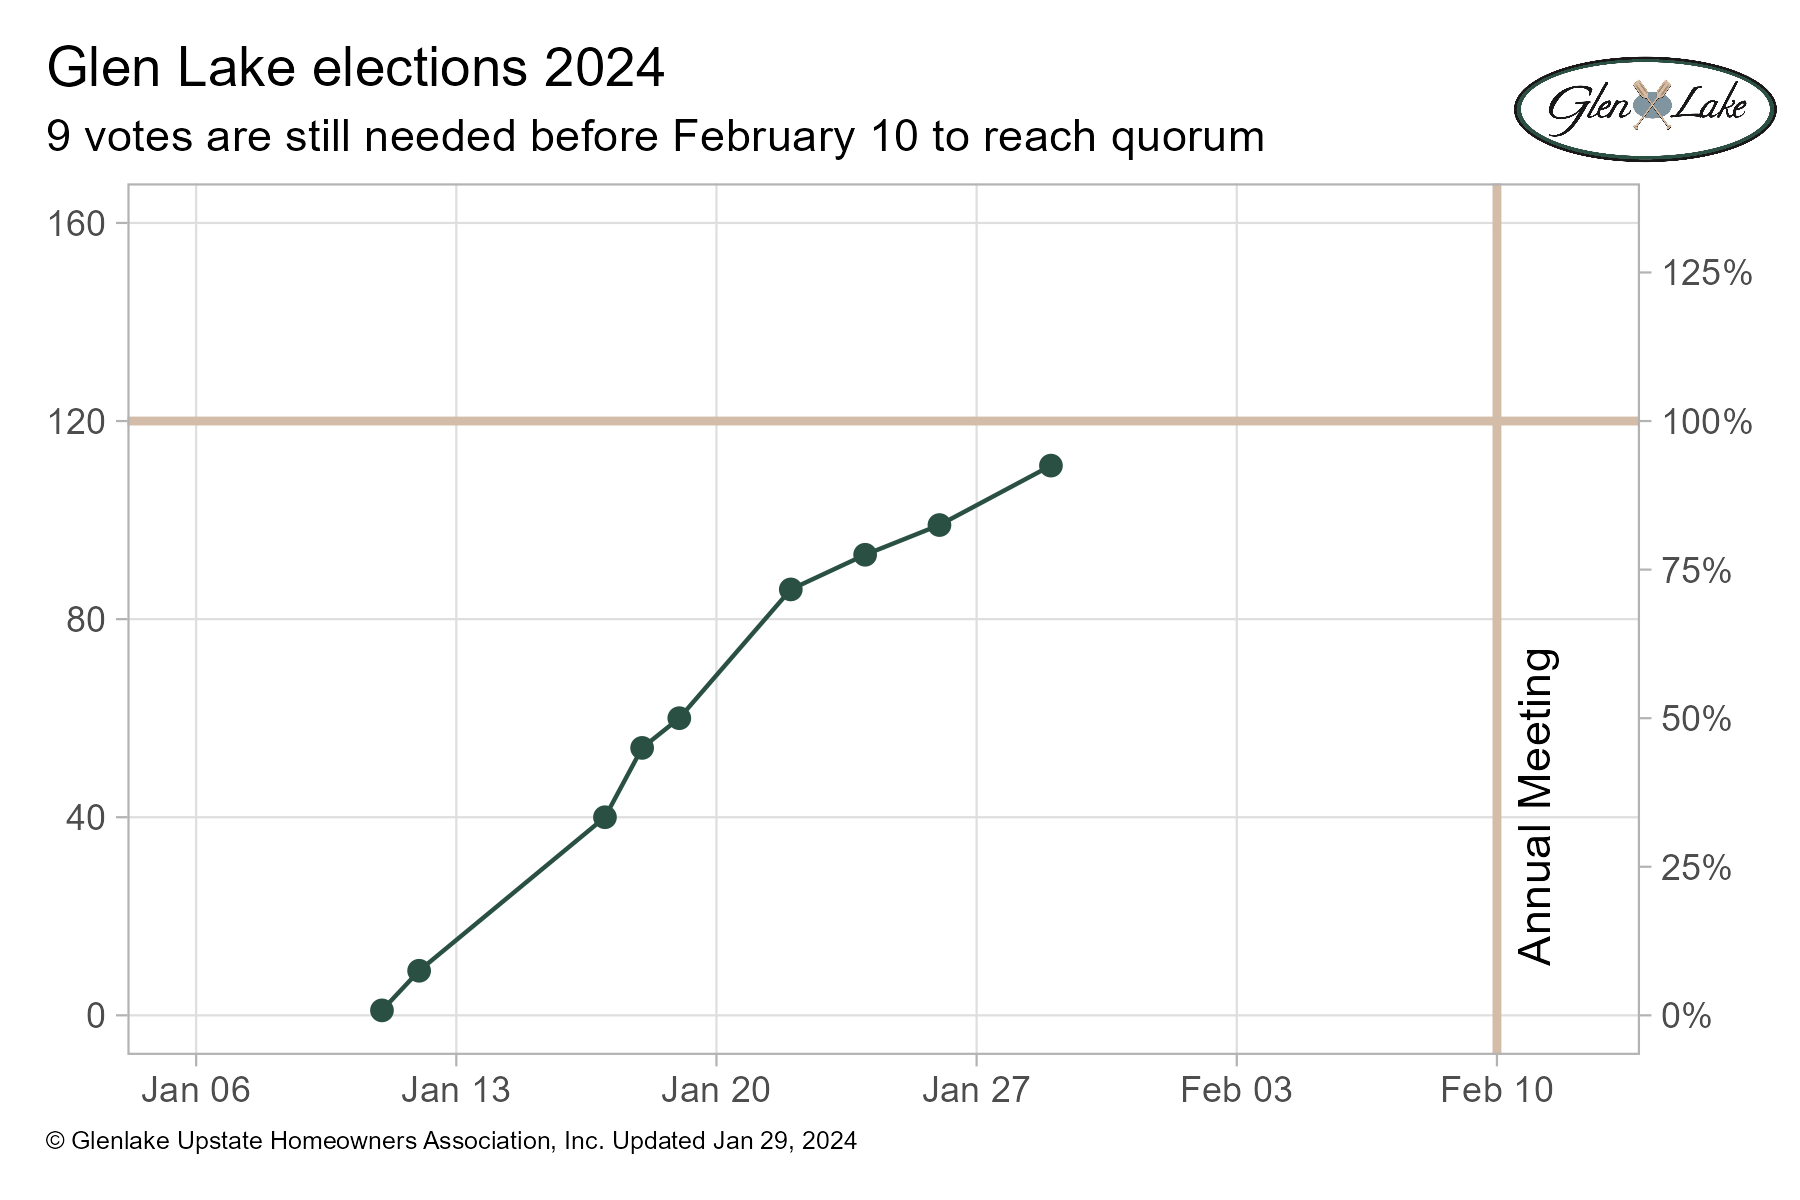 Glen Lake elections 2024
Glen Lake
9 votes are still needed before February 10 to reach quorum
160
120
80
40
0
125%
100%
75%
50%
25%
0%
Annual Meeting
Jan 06
Jan 13
Jan 20
Jan 27
Feb 03
Feb 10
© Glenlake Upstate Homeowners Association, Inc. Updated Jan 29, 2024